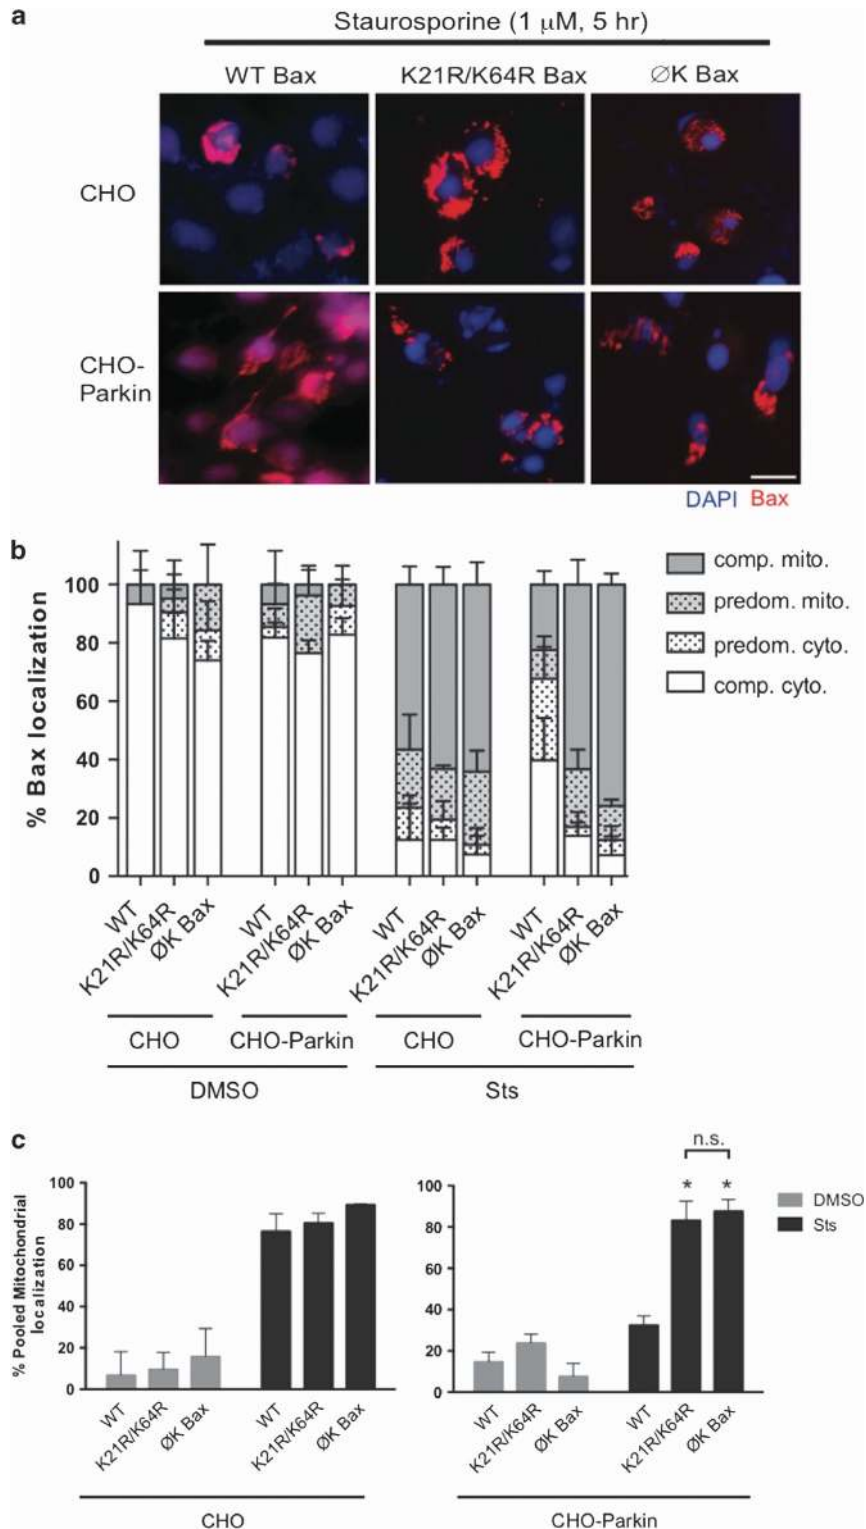 a
Staurosporine (1 μM, 5 hr)
WT Bax K21R/K64R Bax ØK Bax
CHO
CHO-
Parkin
DAPI Bax
b
% Bax localization
100
80
60
40
20
0
comp. mito.
predom. mito.
predom. cyto.
comp. cyto.
WT K21R/K64R ØK Bax WT K21R/K64R ØK Bax WT K21R/K64R ØK Bax WT K21R/K64R ØK Bax
CHO CHO-Parkin CHO CHO-Parkin
DMSO Sts
c
% Pooled Mitochondrial
localization
100
80
60
40
20
0
WT K21R/K64R ØK Bax WT K21R/K64R ØK Bax
CHO
100
80
60
40
20
0
n.s.
* *
DMSO
Sts
WT K21R/K64R ØK Bax WT K21R/K64R ØK Bax
CHO-Parkin